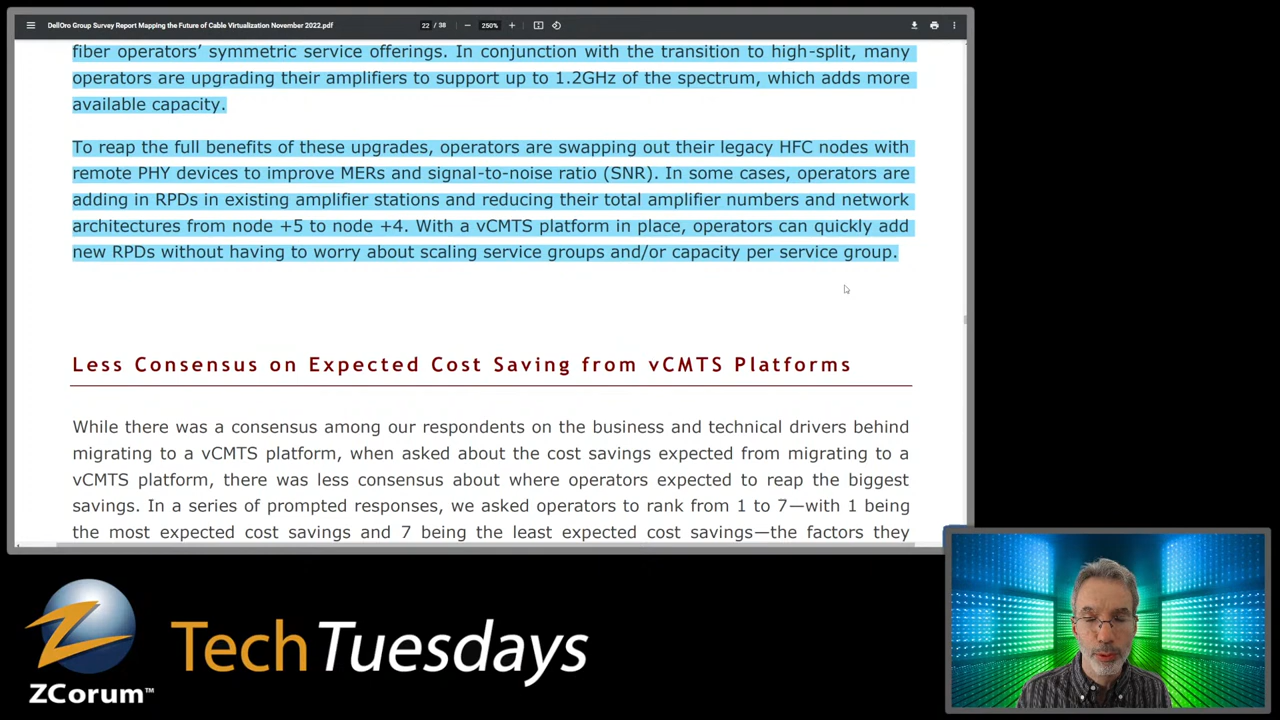 DellOro Group Survey Report Mapping the Future of Cable Virtualization November 2022.pdf
22 / 38
250%
fiber operators’ symmetric service offerings. In conjunction with the transition to high-split, many
operators are upgrading their amplifiers to support up to 1.2GHz of the spectrum, which adds more
available capacity.
To reap the full benefits of these upgrades, operators are swapping out their legacy HFC nodes with
remote PHY devices to improve MERs and signal-to-noise ratio (SNR). In some cases, operators are
adding in RPDs in existing amplifier stations and reducing their total amplifier numbers and network
architectures from node +5 to node +4. With a vCMTS platform in place, operators can quickly add
new RPDs without having to worry about scaling service groups and/or capacity per service group.
Less Consensus on Expected Cost Saving from vCMTS Platforms
While there was a consensus among our respondents on the business and technical drivers behind
migrating to a vCMTS platform, when asked about the cost savings expected from migrating to a
vCMTS platform, there was less consensus about where operators expected to reap the biggest
savings. In a series of prompted responses, we asked operators to rank from 1 to 7—with 1 being
the most expected cost savings and 7 being the least expected cost savings—the factors they
Z
TechTuesdays
ZCorum™